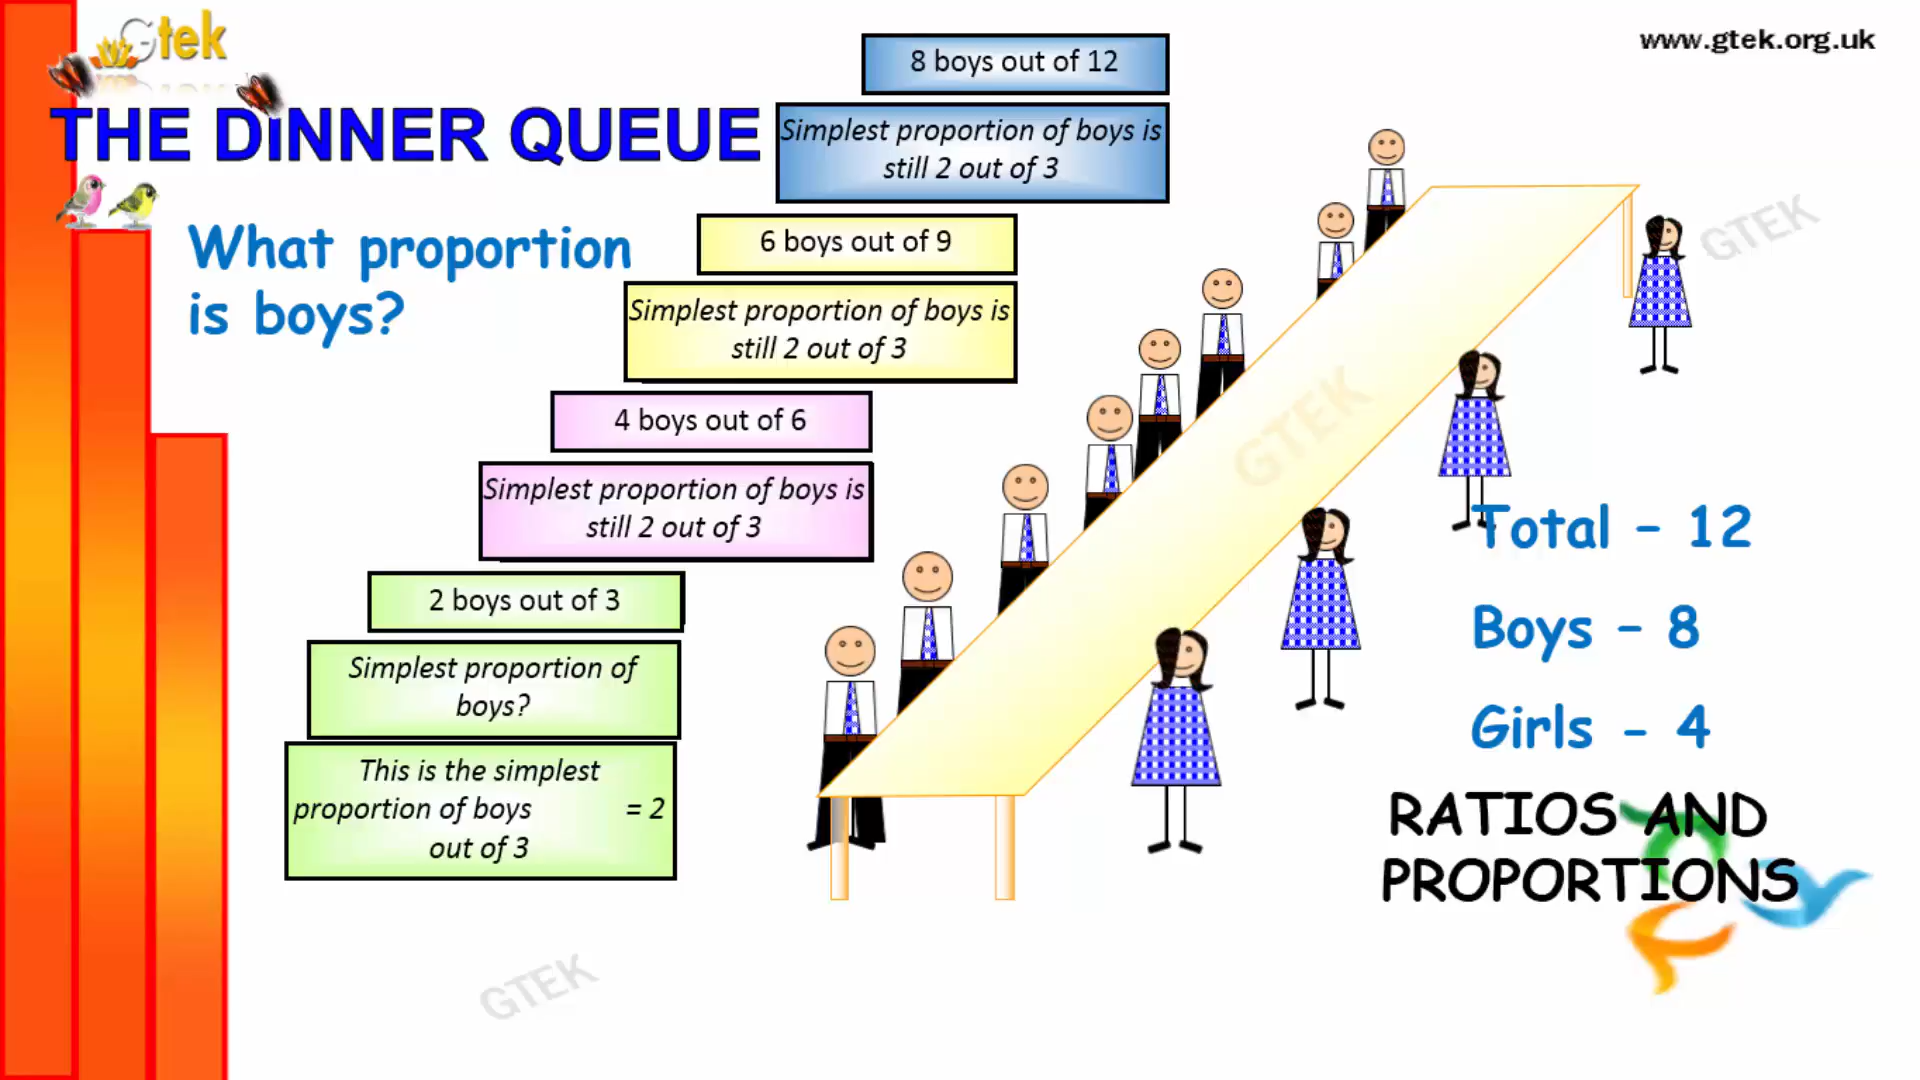 Gtek
www.gtek.org.uk
THE DINNER QUEUE
What proportion
is boys?
8 boys out of 12
Simplest proportion of boys is
still 2 out of 3
6 boys out of 9
Simplest proportion of boys is
still 2 out of 3
4 boys out of 6
Simplest proportion of boys is
still 2 out of 3
2 boys out of 3
Simplest proportion of
boys?
This is the simplest
proportion of boys = 2
out of 3
GTEK
GTEK
Total - 12
Boys - 8
Girls - 4
RATIOS AND
PROPORTIONS
GTEK